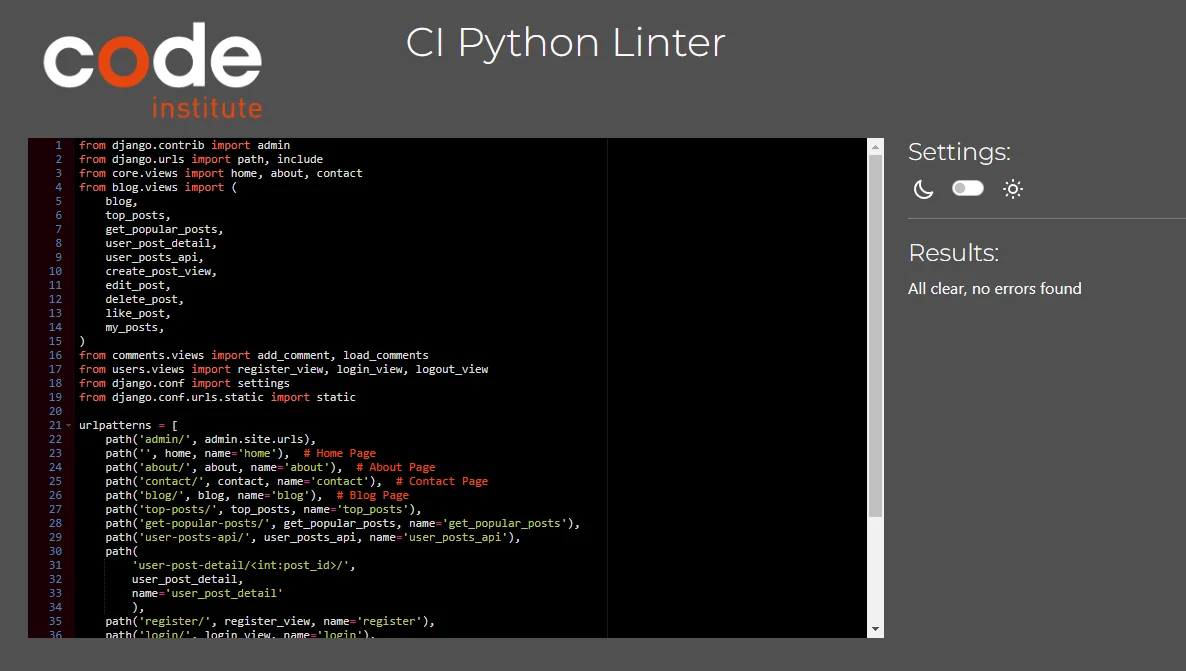 code
institute
CI Python Linter
1 from django.contrib import admin
2 from django.urls import path, include
3 from core.views import home, about, contact
4 from blog.views import (
5     blog,
6     top_posts,
7     get_popular_posts,
8     user_post_detail,
9     user_posts_api,
10     create_post_view,
11     edit_post,
12     delete_post,
13     like_post,
14     my_posts,
15 )
16 from comments.views import add_comment, load_comments
17 from users.views import register_view, login_view, logout_view
18 from django.conf import settings
19 from django.conf.urls.static import static
20
21 urlpatterns = [
22     path('admin/', admin.site.urls),
23     path('', home, name='home'),  # Home Page
24     path('about/', about, name='about'),  # About Page
25     path('contact/', contact, name='contact'),  # Contact Page
26     path('blog/', blog, name='blog'),  # Blog Page
27     path('top-posts/', top_posts, name='top_posts'),
28     path('get-popular-posts/', get_popular_posts, name='get_popular_posts'),
29     path('user-posts-api/', user_posts_api, name='user_posts_api'),
30     path(
31         'user-post-detail/<int:post_id>/',
32         user_post_detail,
33         name='user_post_detail'
34         ),
35     path('register/', register_view, name='register'),
36     path('login/', login_view, name='login'),
Settings:
Results:
All clear, no errors found